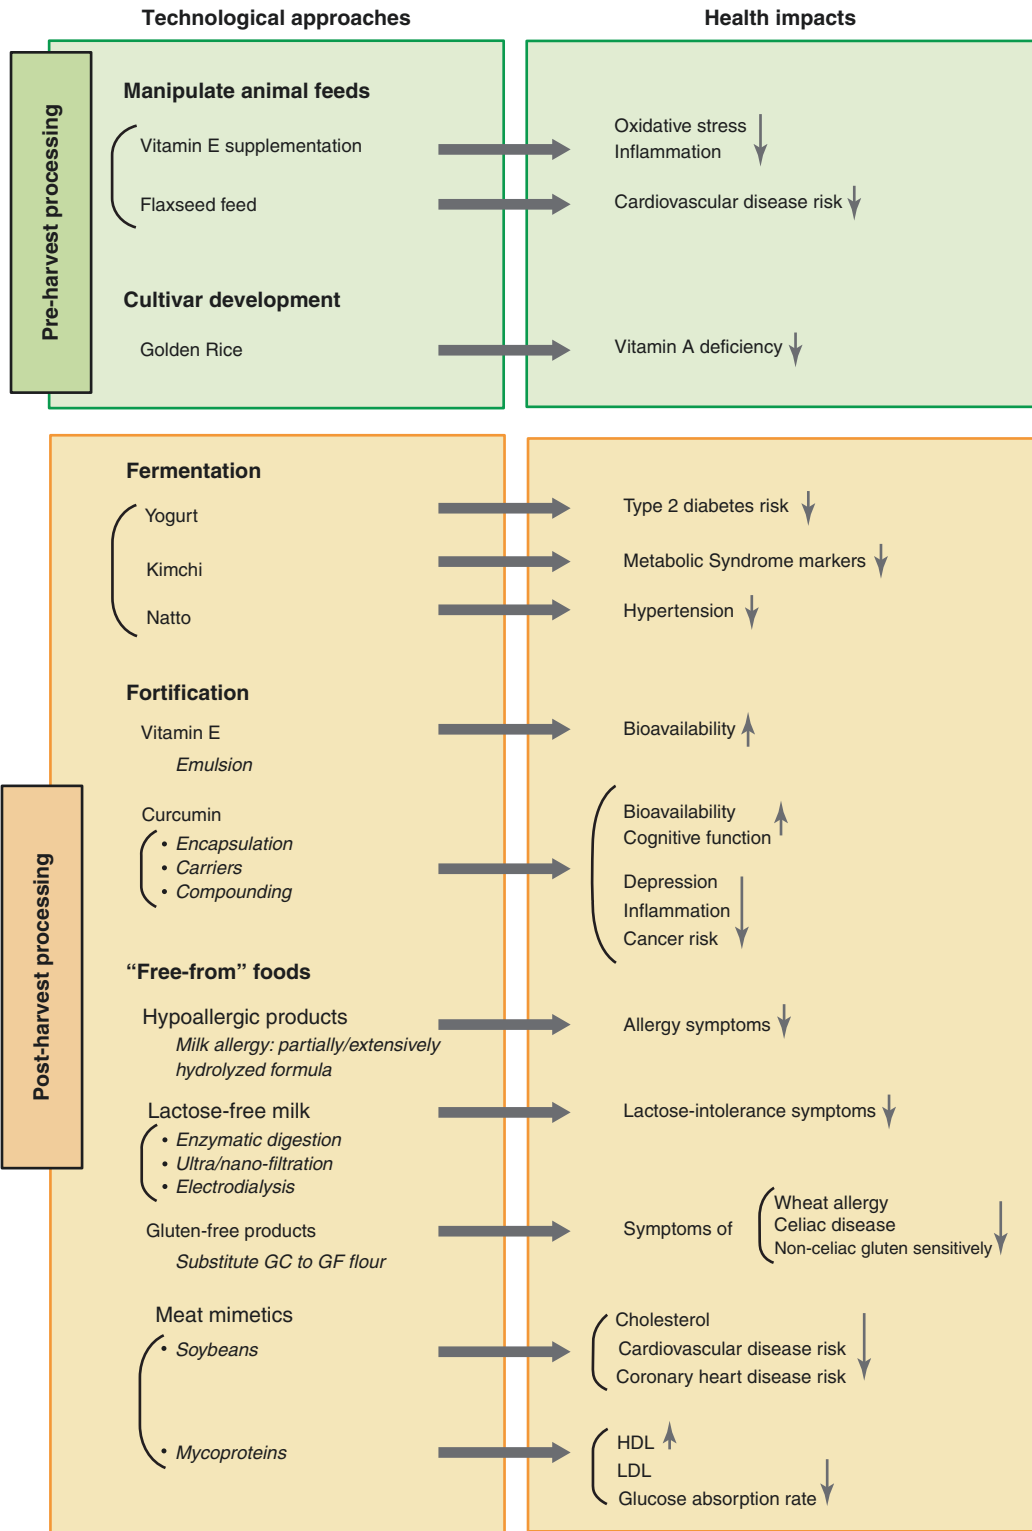 Technological approaches
Health impacts
Pre-harvest processing
Manipulate animal feeds
Vitamin E supplementation
Oxidative stress
Inflammation
Flaxseed feed
Cardiovascular disease risk
Cultivar development
Golden Rice
Vitamin A deficiency
Post-harvest processing
Fermentation
Yogurt
Type 2 diabetes risk
Kimchi
Metabolic Syndrome markers
Natto
Hypertension
Fortification
Vitamin E
Emulsion
Bioavailability
Curcumin
• Encapsulation
• Carriers
• Compounding
Bioavailability
Cognitive function
Depression
Inflammation
Cancer risk
“Free-from” foods
Hypoallergic products
Milk allergy: partially/extensively
hydrolyzed formula
Allergy symptoms
Lactose-free milk
• Enzymatic digestion
• Ultra/nano-filtration
• Electrodialysis
Lactose-intolerance symptoms
Gluten-free products
Substitute GC to GF flour
Symptoms of
Wheat allergy
Celiac disease
Non-celiac gluten sensitively
Meat mimetics
• Soybeans
Cholesterol
Cardiovascular disease risk
Coronary heart disease risk
• Mycoproteins
HDL
LDL
Glucose absorption rate